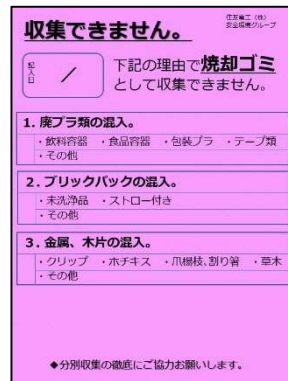 収集できません。
住友電工（株）
安全環境グループ
記入日
／
下記の理由で焼却ゴミ
として収集できません。
1. 廃プラ類の混入。
・飲料容器 ・食品容器 ・包装プラ ・テープ類
・その他
2. ブリックパックの混入。
・未洗浄品 ・ストロー付き
・その他
3. 金属、木片の混入。
・クリップ ・ホチキス ・爪楊枝、割り箸 ・草木
・その他
◆分別収集の徹底にご協力お願いします。